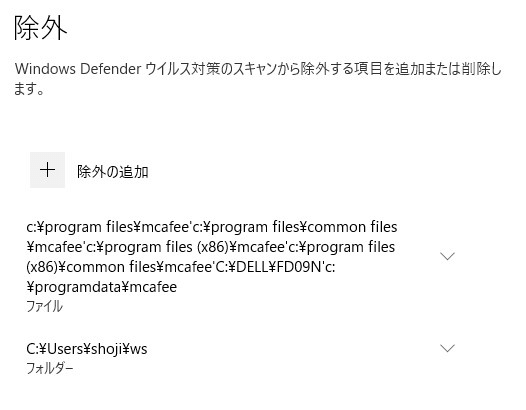 除外
Windows Defender ウイルス対策のスキャンから除外する項目を追加または削除し
ます。
除外の追加
c:¥program files¥mcafee'c:¥program files¥common files
¥mcafee'c:¥program files (x86)¥mcafee'c:¥program files
(x86)¥common files¥mcafee'C:¥DELL¥FD09N'c:
¥programdata¥mcafee
ファイル
C:¥Users¥shoji¥ws
フォルダー